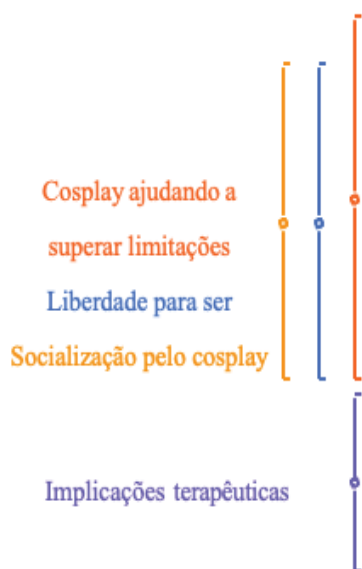 Cosplay ajudando a
superar limitações
Liberdade para ser
Socialização pelo cosplay
Implicações terapêuticas